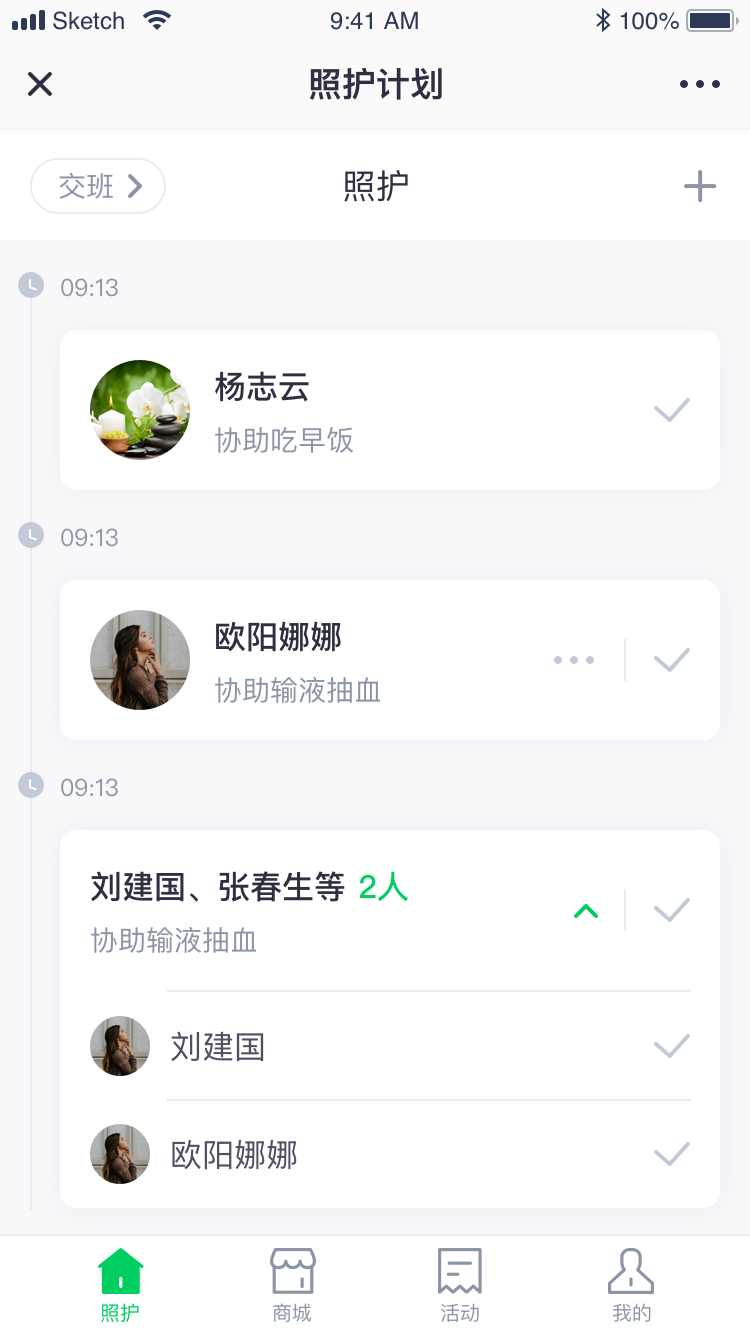 Sketch 9:41 AM 100%
照护计划
交班 照护
09:13
杨志云
协助吃早饭
09:13
欧阳娜娜
协助输液抽血
09:13
刘建国、张春生等 2人
协助输液抽血
刘建国
欧阳娜娜
照护 商城 活动 我的